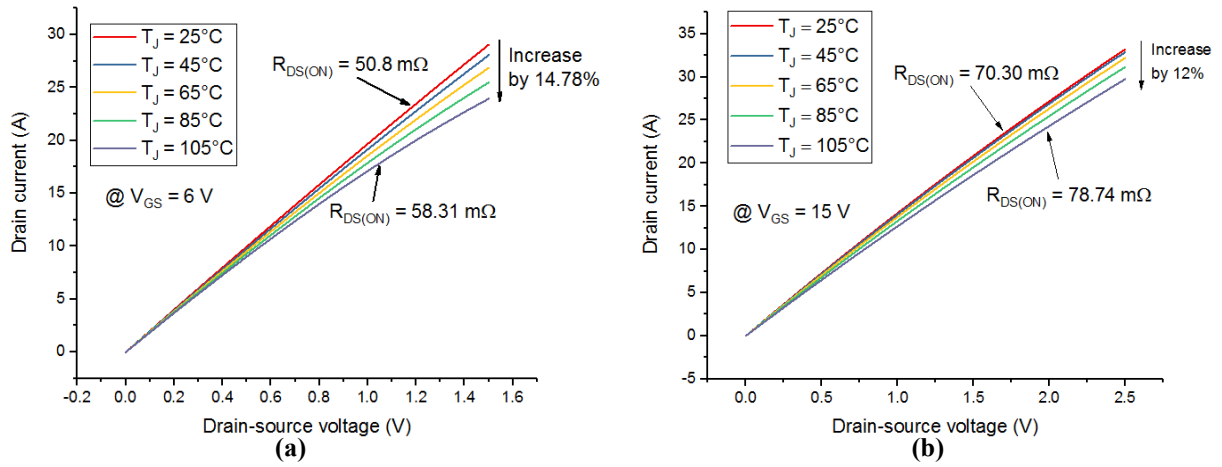 30
25
20
15
10
5
0
-0.2
0.0
0.2
0.4
0.6
0.8
1.0
1.2
1.4
1.6
Drain current (A)
Drain-source voltage (V)
T_J = 25°C
T_J = 45°C
T_J = 65°C
T_J = 85°C
T_J = 105°C
@ V_GS = 6 V
R_DS(ON) = 50.8 mΩ
R_DS(ON) = 58.31 mΩ
Increase
by 14.78%
(a)
40
35
30
25
20
15
10
5
0
-5
0.0
0.5
1.0
1.5
2.0
2.5
Drain current (A)
Drain-source voltage (V)
T_J = 25°C
T_J = 45°C
T_J = 65°C
T_J = 85°C
T_J = 105°C
@ V_GS = 15 V
R_DS(ON) = 70.30 mΩ
R_DS(ON) = 78.74 mΩ
Increase
by 12%
(b)